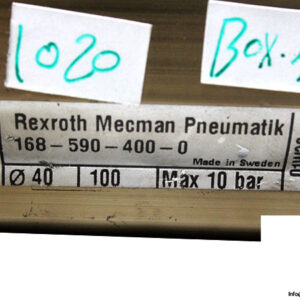 1020
Box.
Rexroth Mecman Pneumatik
168-590-400-0
Made in Sweden
Ø 40 100 Max 10 bar